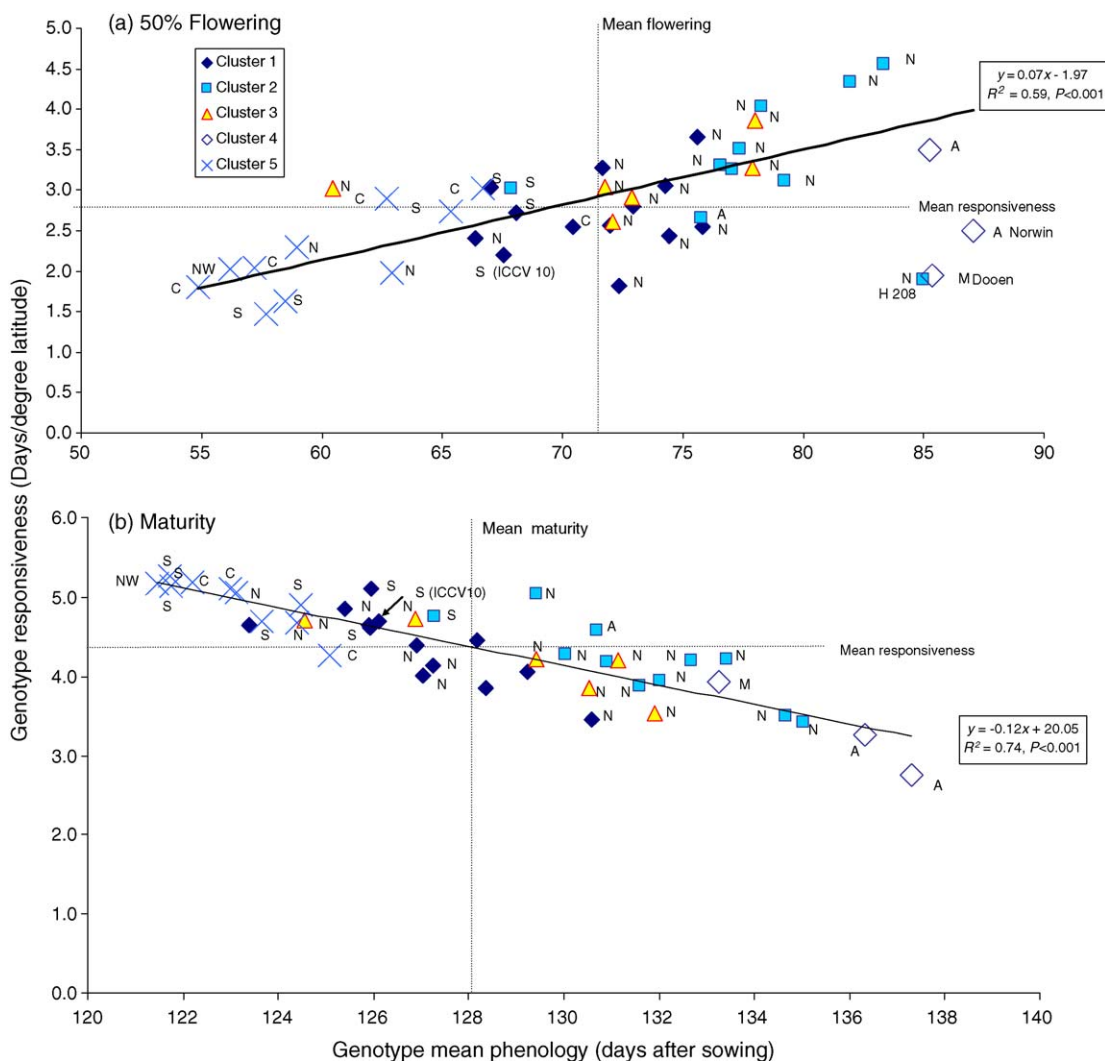 (a) 50% Flowering
Mean flowering
Cluster 1
Cluster 2
Cluster 3
Cluster 4
Cluster 5
y = 0.07x - 1.97
R² = 0.59, P<0.001
5.0
4.5
4.0
3.5
3.0
2.5
2.0
1.5
1.0
0.5
0.0
N
N
N
N
N
N
N
N
N
N
N
N
N
A
Mean responsiveness
A Norwin
M Dooen
N
H 208
A
N
N
N
N
N
N
C
S
S
S
S
S
N
S (ICCV 10)
N
C
C
N
NW
C
C
S
S
N
50 55 60 65 70 75 80 85 90
Genotype responsiveness (Days/degree latitude)
(b) Maturity
Mean maturity
6.0
5.0
4.0
3.0
2.0
1.0
0.0
NW
S
S
S
C
C
N
S
S
N
N
C
S
S (ICCV10)
N
N
S
S
N
N
N
N
A
N
N
N
N
N
N
N
N
N
N
Mean responsiveness
M
N
N
A
A
y = -0.12x + 20.05
R² = 0.74, P<0.001
120 122 124 126 128 130 132 134 136 138 140
Genotype mean phenology (days after sowing)